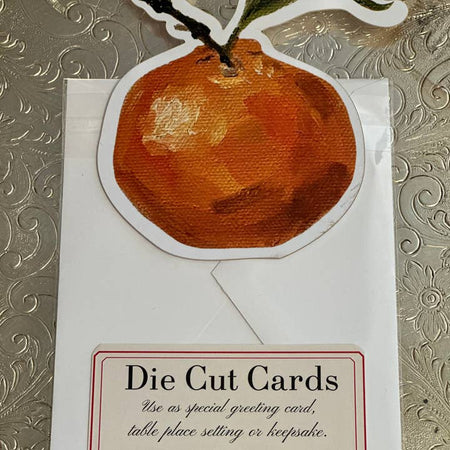 Die Cut Cards
Use as special greeting card,
table place setting or keepsake.